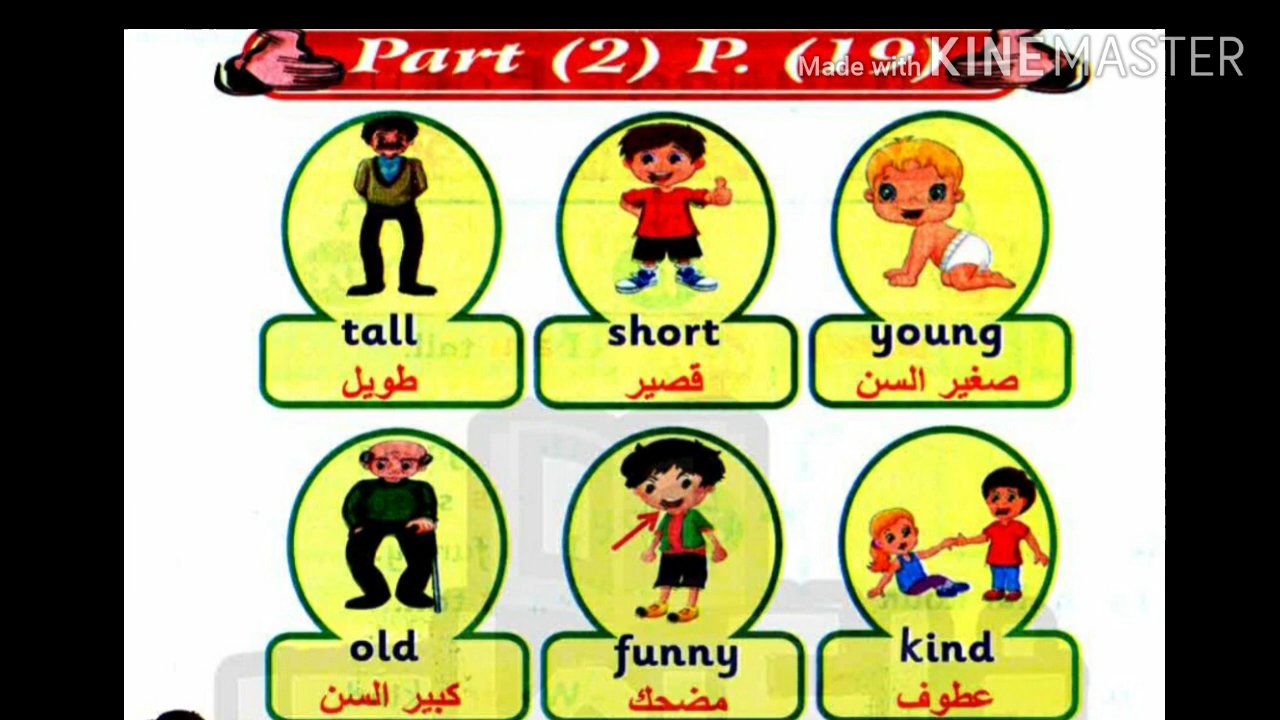 Part (2) P. (19)
Made with KINEMASTER
tall
طويل
short
قصير
young
صغير السن
old
كبير السن
funny
مضحك
kind
عطوف